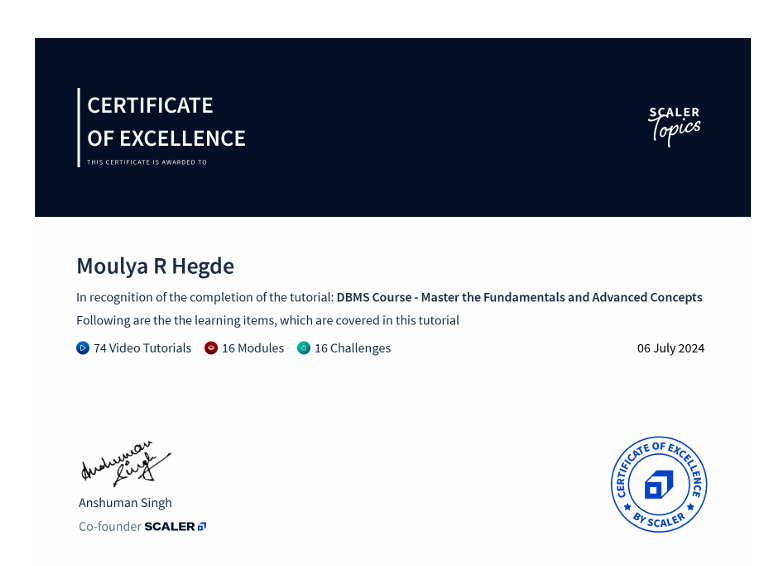 CERTIFICATE
OF EXCELLENCE
THIS CERTIFICATE IS AWARDED TO
SCALER
Topics
Moulya R Hegde
In recognition of the completion of the tutorial: DBMS Course - Master the Fundamentals and Advanced Concepts
Following are the the learning items, which are covered in this tutorial
74 Video Tutorials 16 Modules 16 Challenges 06 July 2024
Anshuman
Singh
Anshuman Singh
Co-founder SCALER
CERTIFICATE OF EXCELLENCE
BY SCALER